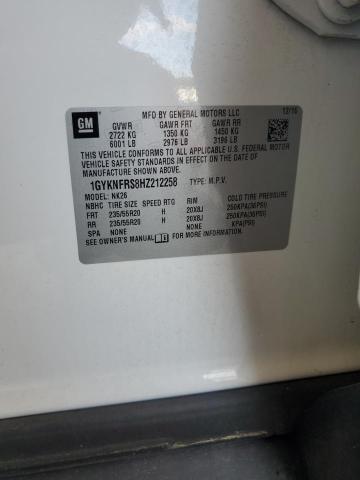 GM
MFD BY GENERAL MOTORS LLC 12/16
GVWR GAWR FRT GAWR RR
2722 KG 1350 KG 1450 KG
6001 LB 2976 LB 3196 LB
THIS VEHICLE CONFORMS TO ALL APPLICABLE U.S. FEDERAL MOTOR
VEHICLE SAFETY STANDARDS IN EFFECT ON THE DATE OF
MANUFACTURE SHOWN ABOVE.
1GYKNFRS8HZ212258 TYPE: M.P.V.
MODEL: NK26
NBHC TIRE SIZE SPEED RTG RIM COLD TIRE PRESSURE
FRT 235/55R20 H 20X8J 250KPA(36PSI)
RR 235/55R20 H 20X8J 250KPA(36PSI)
SPA NONE NONE KPA(PSI)
SEE OWNER'S MANUAL FOR MORE INFORMATION.